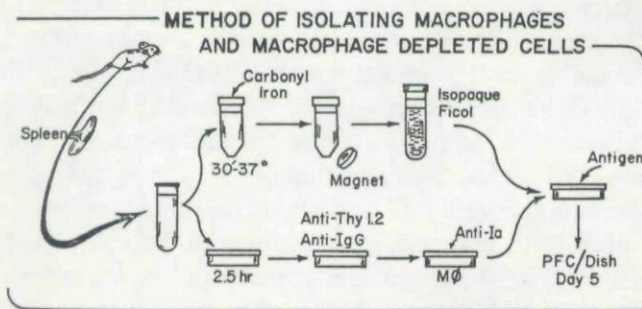 METHOD OF ISOLATING MACROPHAGES
AND MACROPHAGE DEPLETED CELLS
Carbonyl
Iron
Isopaque
Ficol
Spleen
30'-37°
Magnet
Antigen
Anti-Thy 1.2
Anti-IgG
Anti-Ia
2.5 hr
MØ
PFC/Dish
Day 5